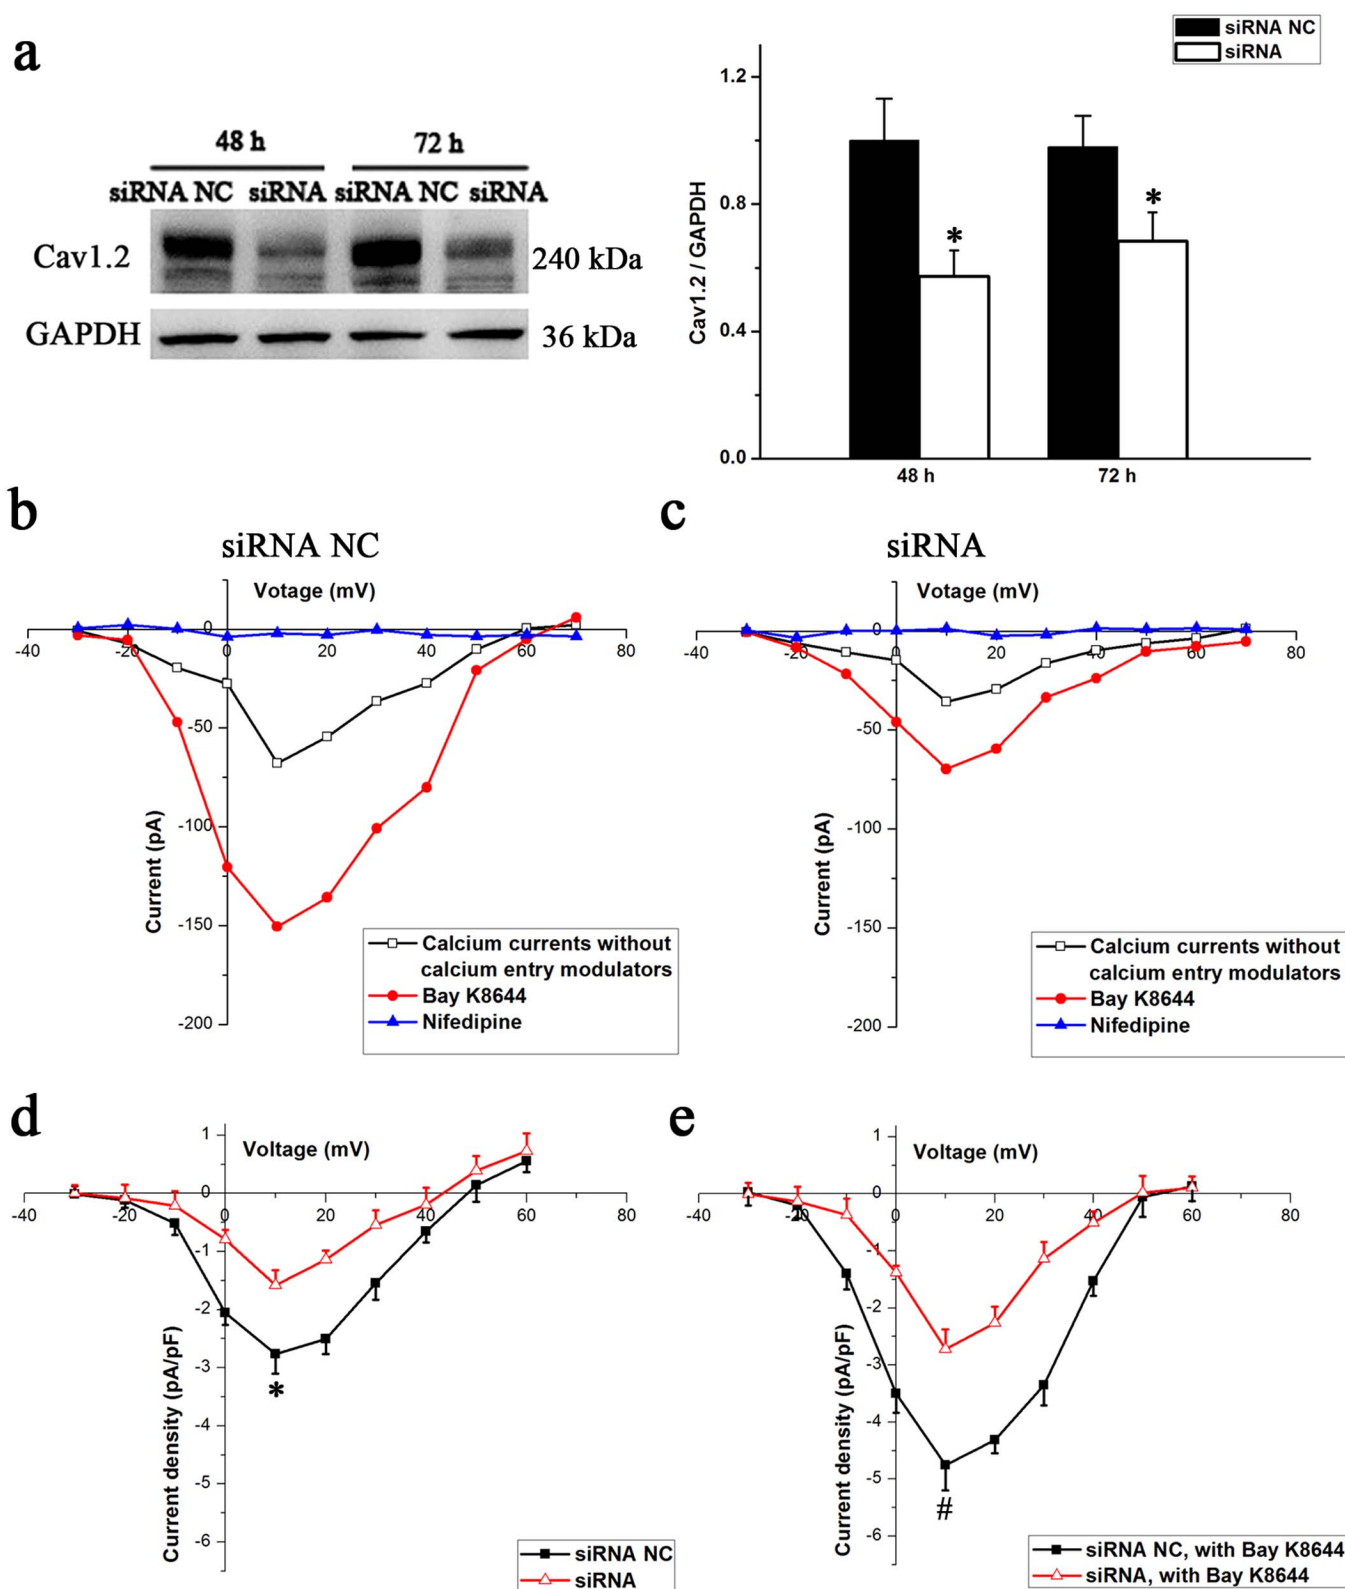 a
48 h
72 h
siRNA NC siRNA siRNA NC siRNA
Cav1.2
240 kDa
GAPDH
36 kDa
siRNA NC
siRNA
Cav1.2 / GAPDH
1.2
0.8
0.4
0.0
*
*
48 h
72 h
b
siRNA NC
Votage (mV)
-40 -20 0 20 40 60 80
-50
-100
-150
-200
Current (pA)
Calcium currents without
calcium entry modulators
Bay K8644
Nifedipine
c
siRNA
Votage (mV)
-40 -20 0 20 40 60 80
-50
-100
-150
-200
Current (pA)
Calcium currents without
calcium entry modulators
Bay K8644
Nifedipine
d
Voltage (mV)
1
0
-40 -20 20 40 60 80
-1
-2
-3
-4
-5
-6
Current density (pA/pF)
*
siRNA NC
siRNA
e
Voltage (mV)
1
0
-40 -20 0 20 40 60 80
-1
-2
-3
-4
-5
-6
Current density (pA/pF)
#
siRNA NC, with Bay K8644
siRNA, with Bay K8644